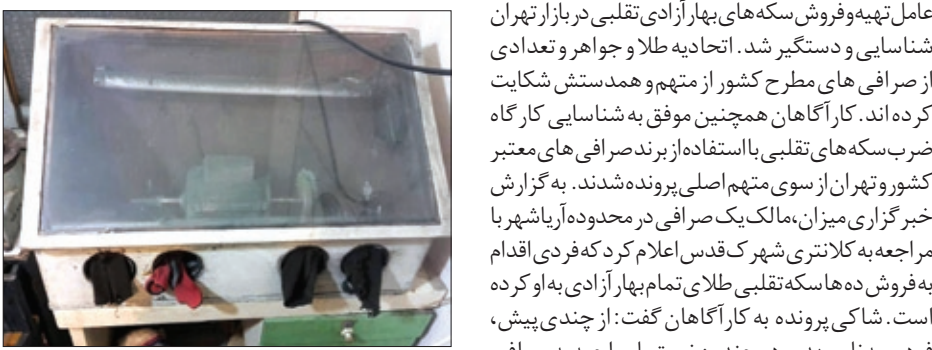 عامل تهیه‌وفروش سکه‌های بهار آزادی تقلبی در بازار تهران
شناسایی و دستگیر شد. اتحادیه طلا و جواهر و تعدادی
از صرافی های مطرح کشور از متهم و همدستش شکایت
کرده‌اند. کارآگاهان همچنین موفق به شناسایی کارگاه
ضرب سکه‌های تقلبی با استفاده از برند صرافی های معتبر
کشور و تهران از سوی متهم اصلی پرونده شدند. به گزارش
خبرگزاری میزان، مالک یک صرافی در محدوده آریاشهر با
مراجعه به کلانتری شهرک قدس اعلام کرد که فردی اقدام
به فروش ده‌ها سکه تقلبی طلای تمام بهار آزادی به او کرده
است. شاکی پرونده به کارآگاهان گفت: از چندی پیش،